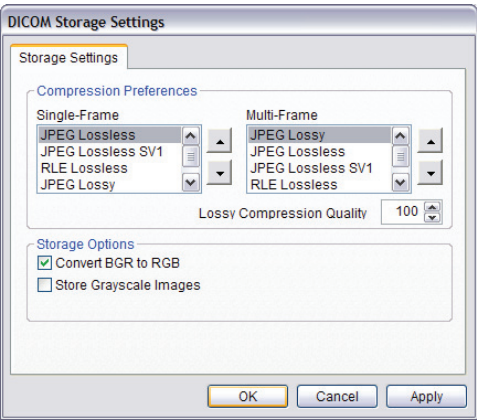 DICOM Storage Settings
Storage Settings
Compression Preferences
Single-Frame
Multi-Frame
JPEG Lossless
JPEG Lossless SV1
RLE Lossless
JPEG Lossy
JPEG Lossy
JPEG Lossless
JPEG Lossless SV1
RLE Lossless
Lossy Compression Quality 100
Storage Options
Convert BGR to RGB
Store Grayscale Images
OK Cancel Apply